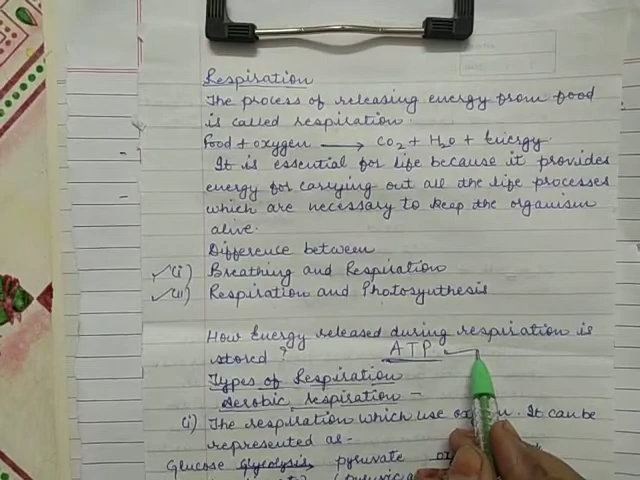 Respiration
The process of releasing energy from food
is called respiration.
Food + oxygen → CO2 + H2O + Energy.
It is essential for life because it provides
energy for carrying out all the life processes
which are necessary to keep the organism
alive.
Difference between
(i) Breathing and Respiration
(ii) Respiration and Photosynthesis
How Energy released during respiration is
stored? ATP
Types of Respiration
Aerobic respiration -
(i) The respiration which use . It can be
represented as-
Glucose Glycolysis pyruvate